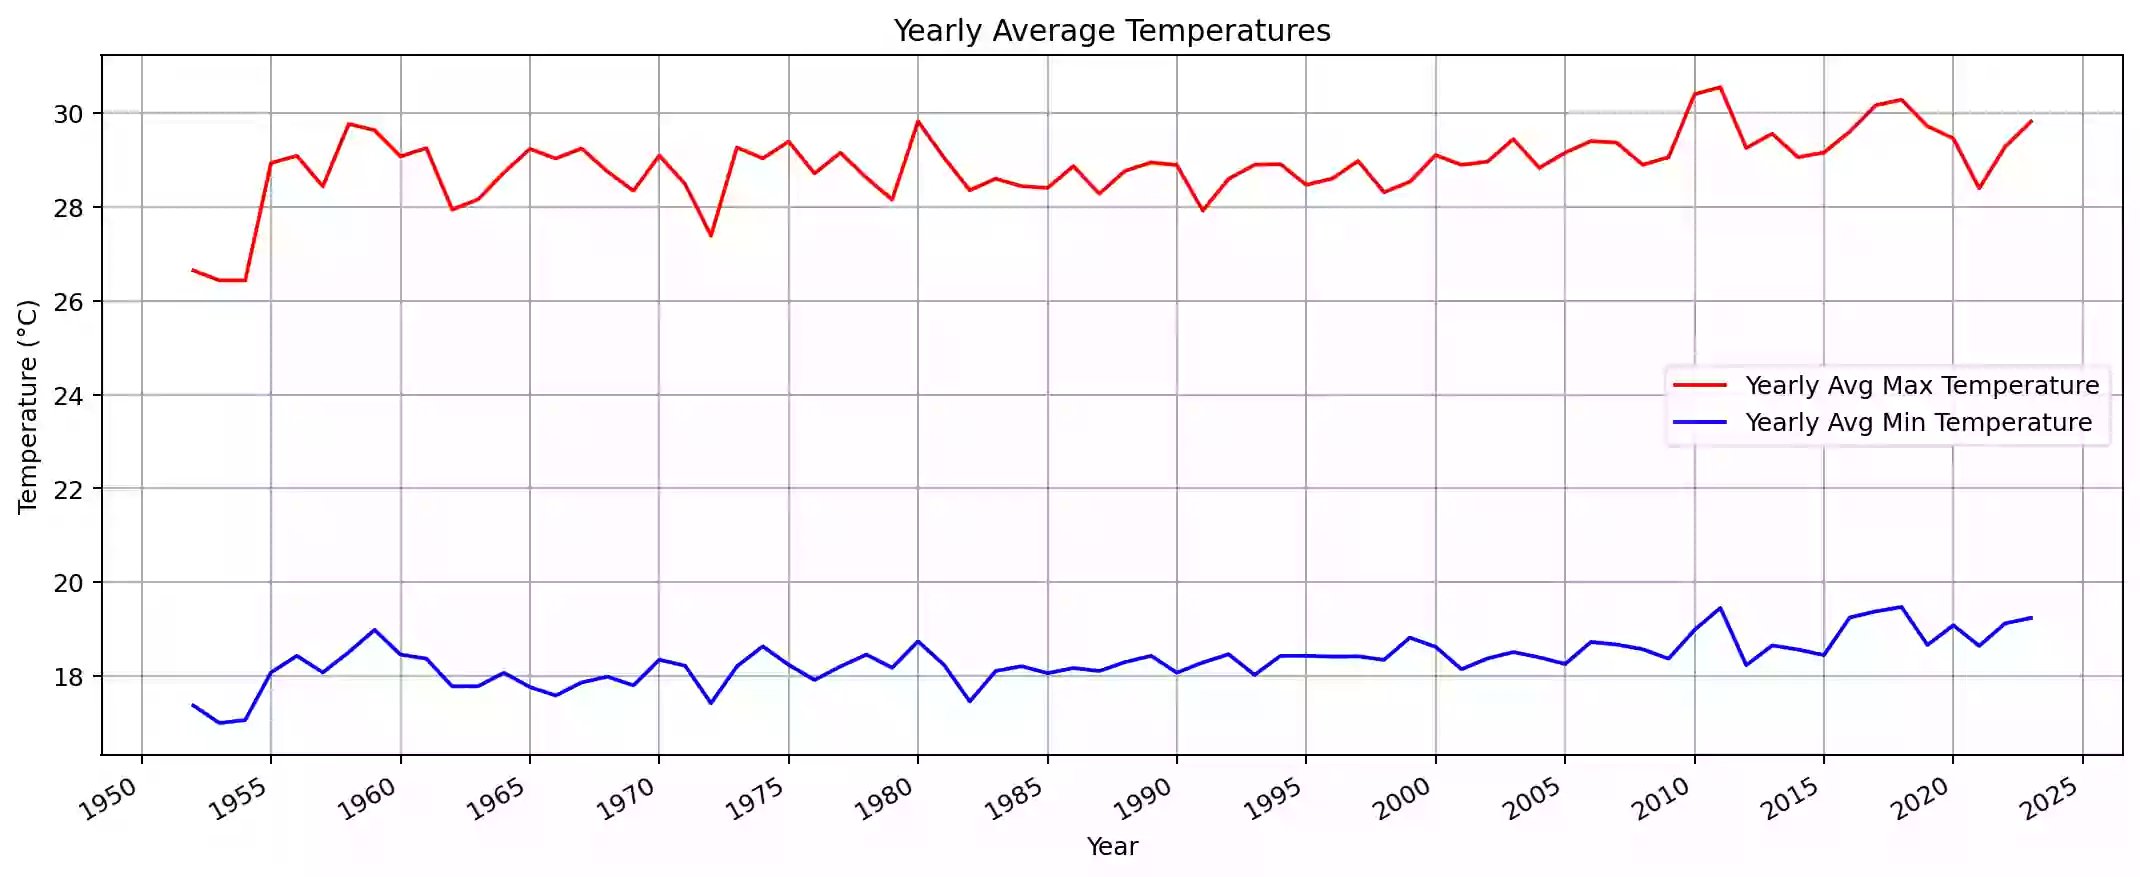 Yearly Average Temperatures
30
28
26
24
22
20
18
Temperature (°C)
Yearly Avg Max Temperature
Yearly Avg Min Temperature
1950 1955 1960 1965 1970 1975 1980 1985 1990 1995 2000 2005 2010 2015 2020 2025
Year